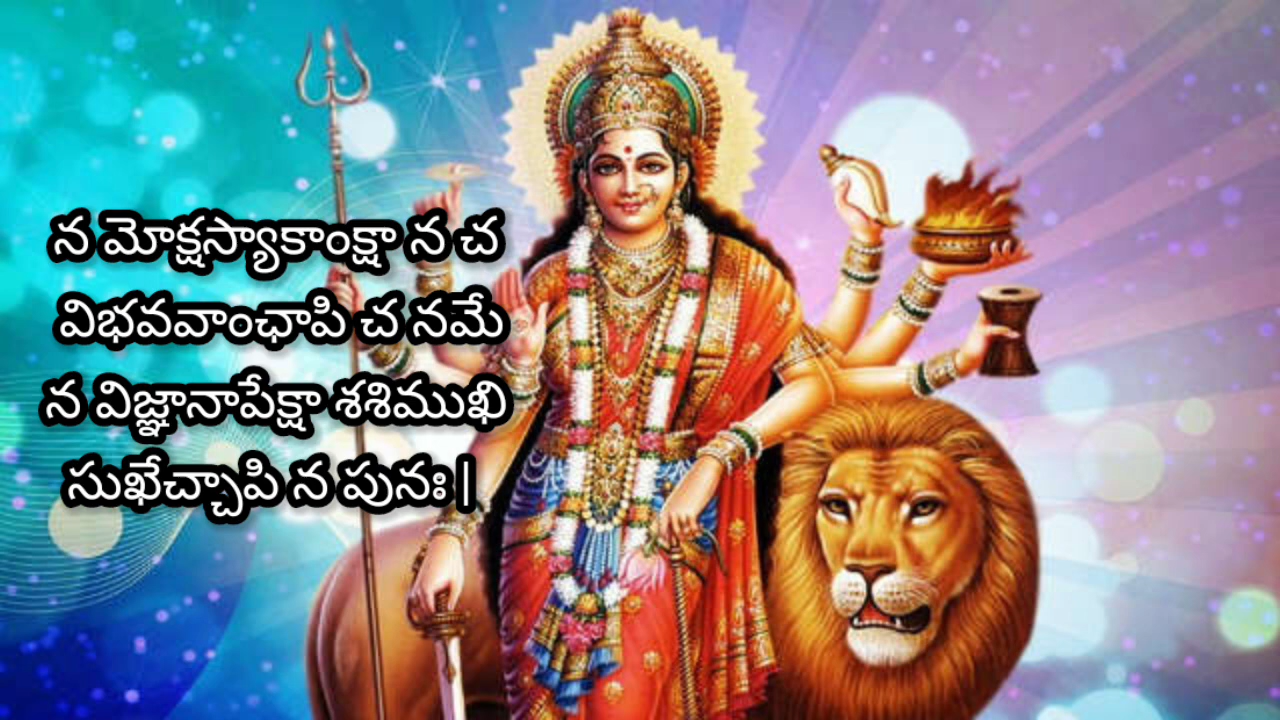 న మోక్షస్యాకాంక్షా న చ
విభవవాంఛాపి చ నమే
న విజ్ఞానాపేక్షా శశిముఖి
సుఖేచ్చాపి న పునః |